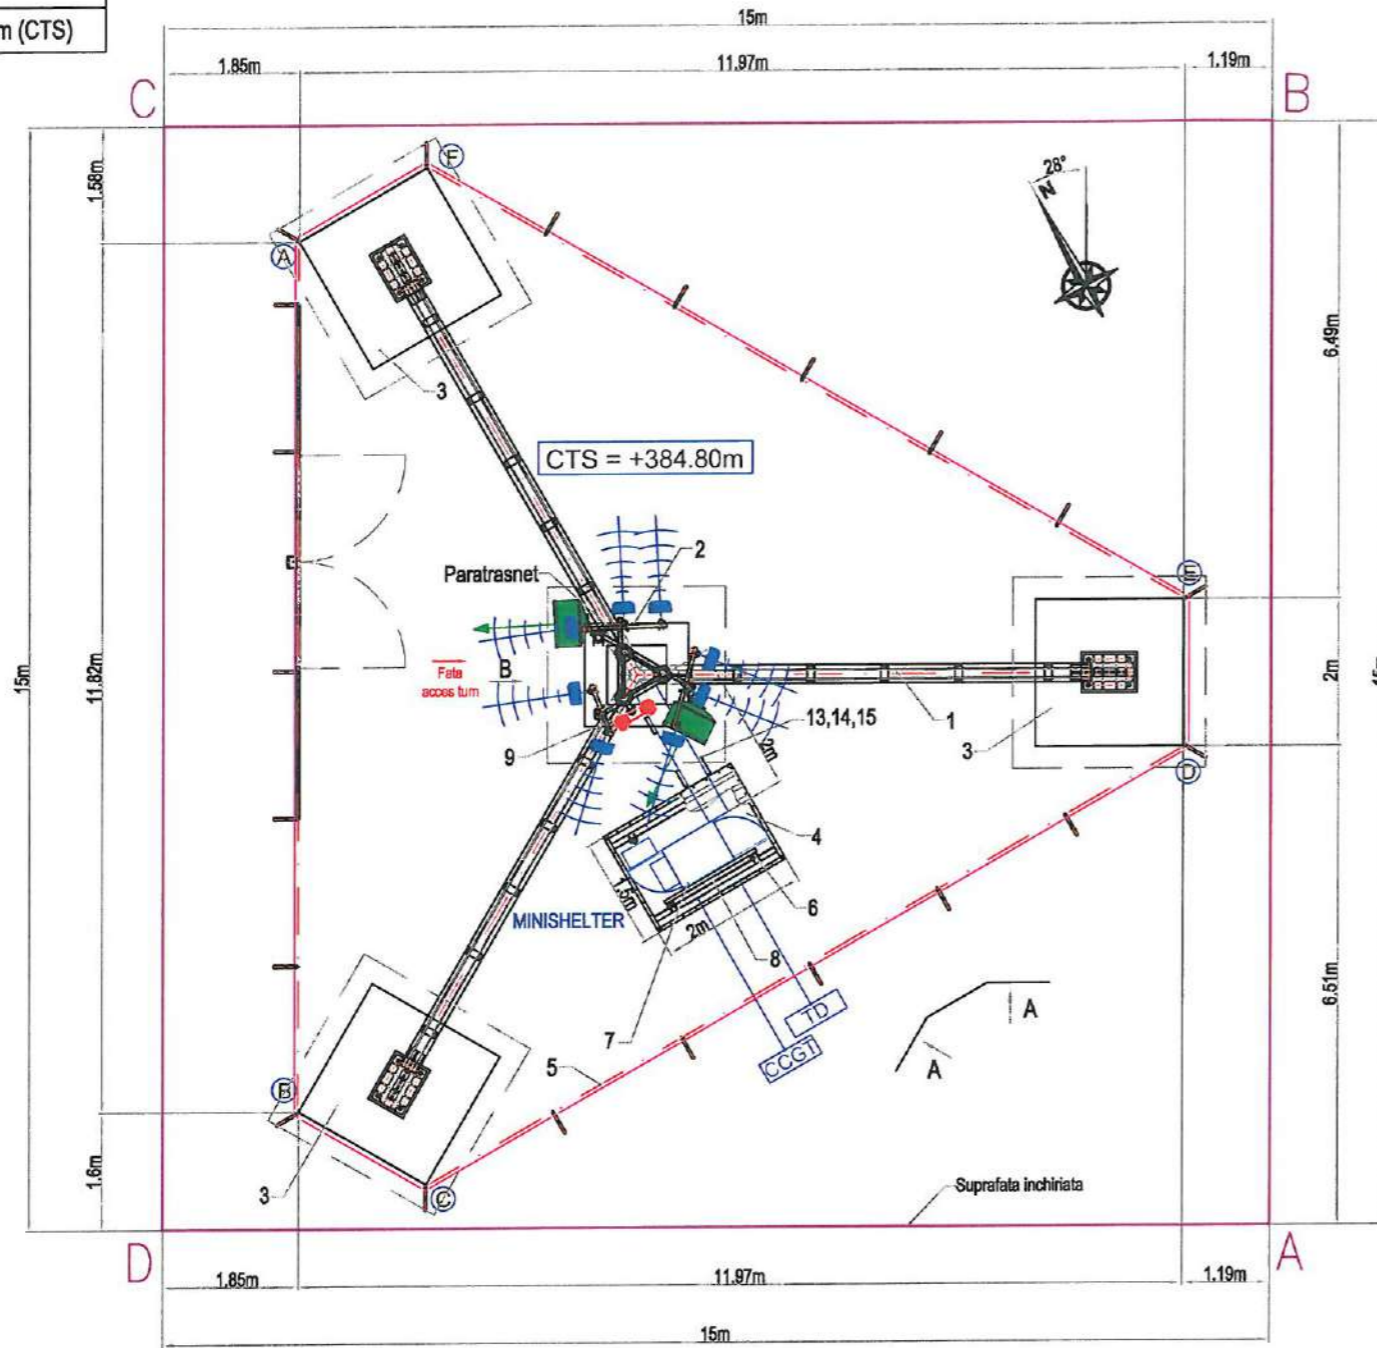 m (CTS)
15m
1.85m
11.97m
1.19m
C
B
F
28°
N
1.58m
A
3
6.49m
CTS = +384.80m
2
Paratrasnet
E
B
Fata
acces turn
15m
11.82m
2m
1
13,14,15
3
9
2m
D
4
1.5m
6
MINISHELTER
2m
8
6.51m
TD
A
7
CCGT
5
A
B
1.6m
3
C
Suprafata inchiriata
D
A
1.85m
11.97m
1.19m
15m